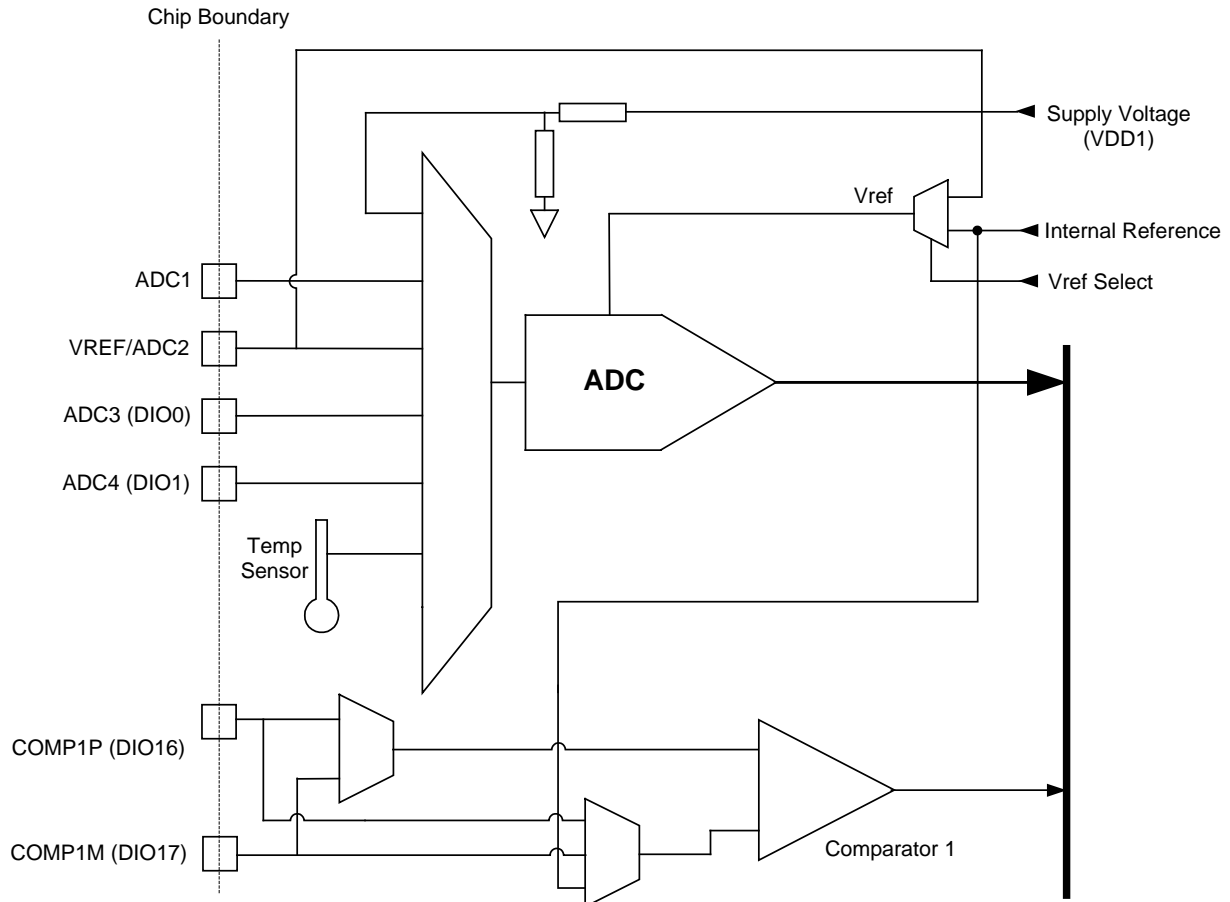 Chip Boundary
Supply Voltage
(VDD1)
Vref
Internal Reference
ADC1
Vref Select
VREF/ADC2
ADC
ADC3 (DIO0)
ADC4 (DIO1)
Temp
Sensor
COMP1P (DIO16)
COMP1M (DIO17)
Comparator 1